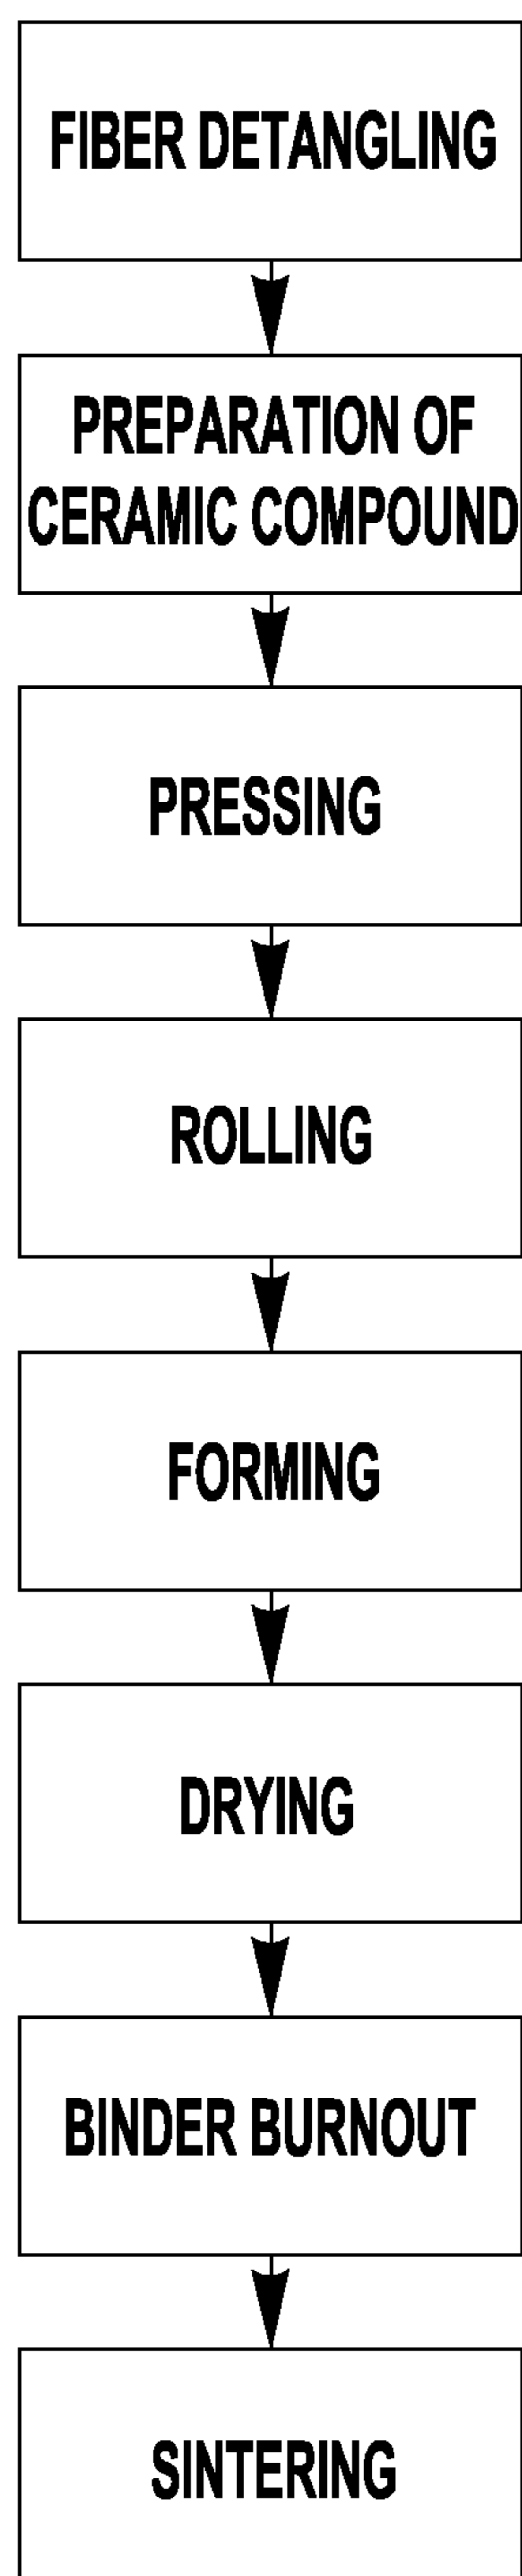 FIBER DETANGLING
PREPARATION OF
CERAMIC COMPOUND
PRESSING
ROLLING
FORMING
DRYING
BINDER BURNOUT
SINTERING